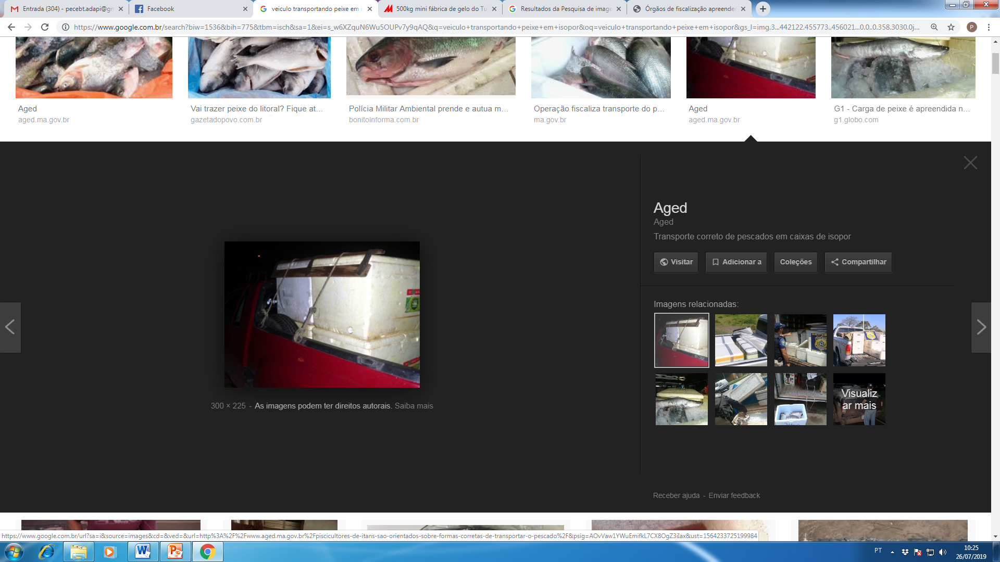 Entrada (304) - pecebt.adapi@gn
Facebook
veiculo transportando peixe em i
500kg mini fábrica de gelo do Tu
Resultados da Pesquisa de image
Órgãos de fiscalização apreender
https://www.google.com.br/search?biw=1536&bih=775&tbm=isch&sa=1&ei=s_w6XZquN6Wu5OUPv7y9qAQ&q=veiculo+transportando+peixe+em+isopor&oq=veiculo+transportando+peixe+em+isopor&gs_l=img.3...442122.455773..456021...0.0..0.358.3030.0j...
P
Aged
aged.ma.gov.br
Vai trazer peixe do litoral? Fique at...
gazetadopovo.com.br
Polícia Militar Ambiental prende e autua m...
bonitoinforma.com.br
Operação fiscaliza transporte do p...
ma.gov.br
Aged
aged.ma.gov.br
G1 - Carga de peixe é apreendida n...
g1.globo.com
Aged
Aged
Transporte correto de pescados em caixas de isopor
Visitar
Adicionar a
Coleções
Compartilhar
Imagens relacionadas:
Visualiz
ar mais
300 × 225 - As imagens podem ter direitos autorais. Saiba mais
Receber ajuda - Enviar feedback
https://www.google.com.br/url?sa=i&source=images&cd=&ved=&url=http%3A%2F%2Fwww.aged.ma.gov.br%2Fpiscicultores-de-itans-sao-orientados-sobre-formas-corretas-de-transportar-o-pescado%2F&psig=AOvVaw1YWuEmifkL7CX8OgZ3iIax&ust=1564233725199984
PT
10:25
26/07/2019